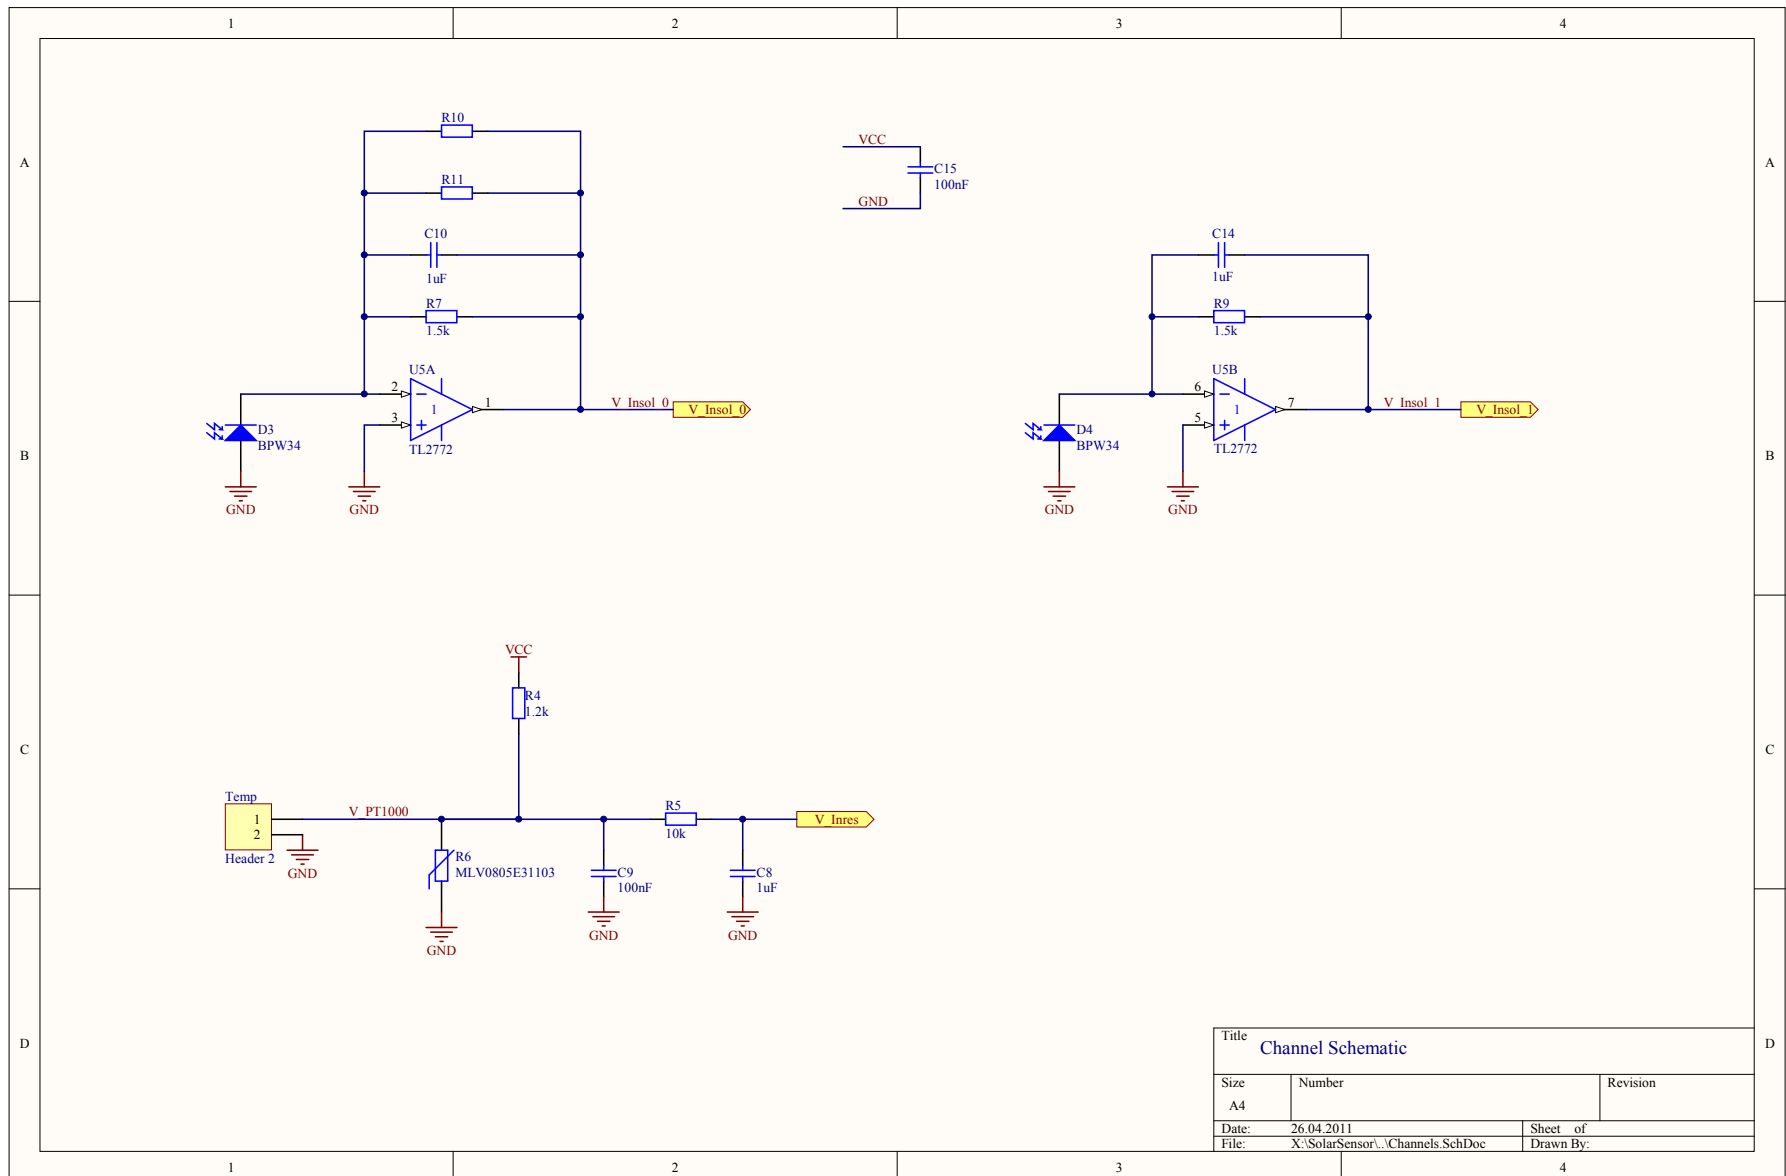 1 2 3 4
A
A
R10
R11
C10
1uF
R7
1.5k
U5A
2
3
1
1
TL2772
V_Insol_0
V_Insol_0
D3
BPW34
GND
GND
VCC
C15
100nF
GND
C14
1uF
R9
1.5k
U5B
6
5
1
7
TL2772
V_Insol_1
V_Insol_1
D4
BPW34
GND
GND
B
B
VCC
R4
1.2k
C
C
Temp
1
2
Header 2
GND
V_PT1000
R6
MLV0805E31103
GND
C9
100nF
GND
R5
10k
C8
1uF
GND
V_Inres
D
D
Title
Channel Schematic
Size
A4
Number
Revision
Date: 26.04.2011
Sheet of
File: X:\SolarSensor\..\Channels.SchDoc
Drawn By:
1 2 3 4